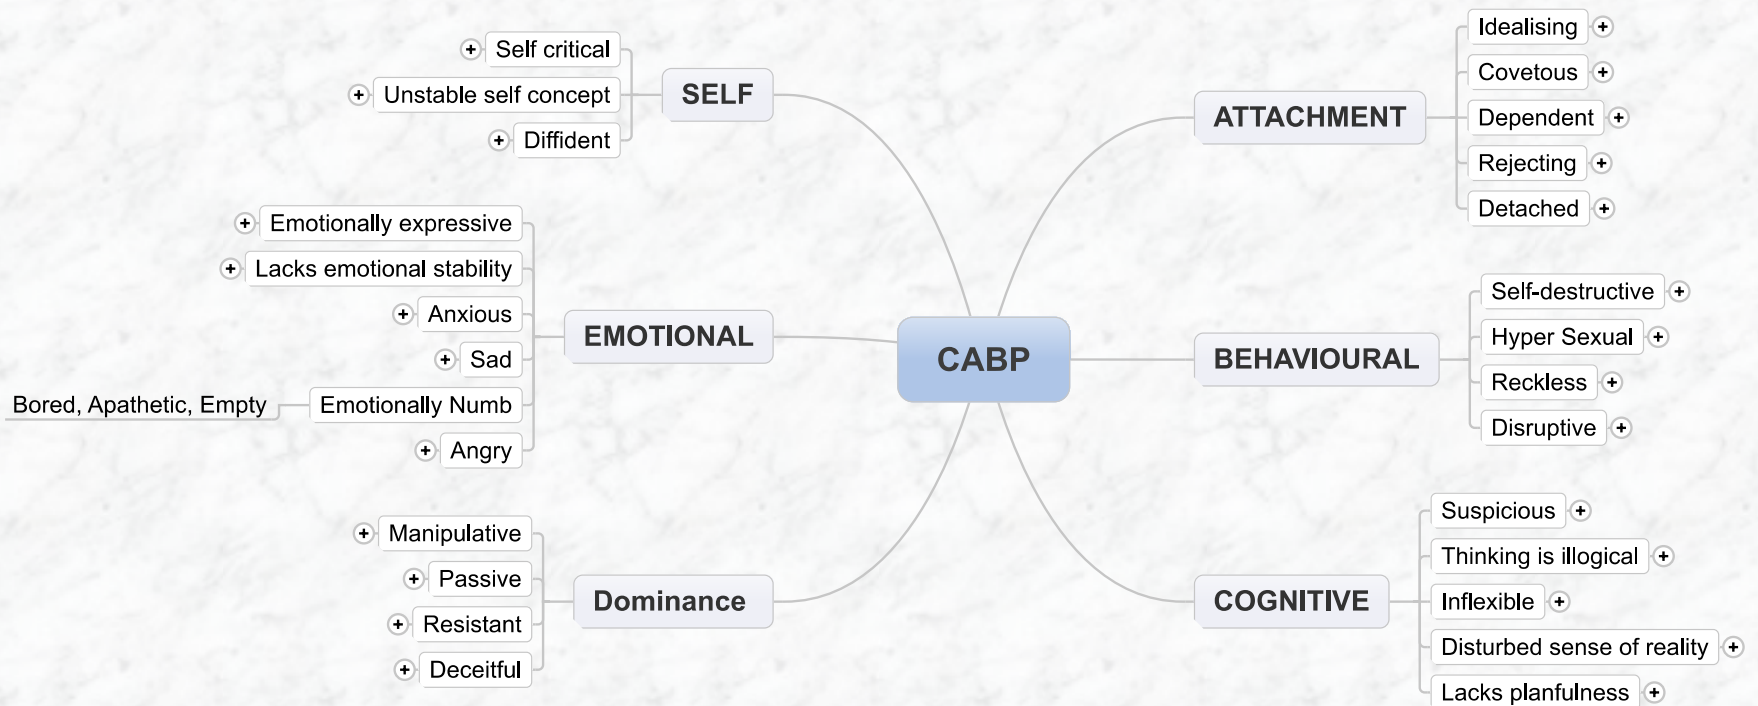 CABP
SELF
Self critical
Unstable self concept
Diffident
EMOTIONAL
Emotionally expressive
Lacks emotional stability
Anxious
Sad
Emotionally Numb
Bored, Apathetic, Empty
Angry
Dominance
Manipulative
Passive
Resistant
Deceitful
ATTACHMENT
Idealising
Covetous
Dependent
Rejecting
Detached
BEHAVIOURAL
Self-destructive
Hyper Sexual
Reckless
Disruptive
COGNITIVE
Suspicious
Thinking is illogical
Inflexible
Disturbed sense of reality
Lacks planfulness